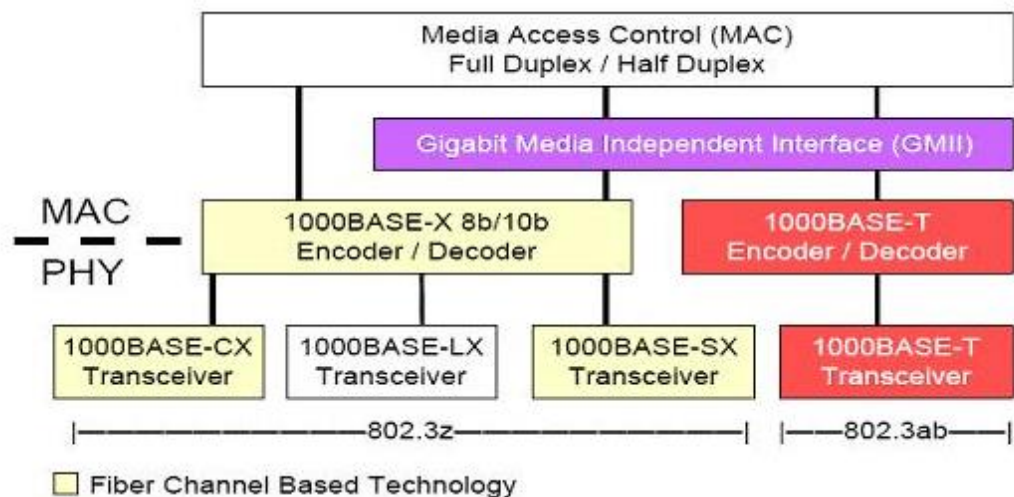 Media Access Control (MAC)
Full Duplex / Half Duplex
Gigabit Media Independent Interface (GMII)
MAC
PHY
1000BASE-X 8b/10b
Encoder / Decoder
1000BASE-T
Encoder / Decoder
1000BASE-CX
Transceiver
1000BASE-LX
Transceiver
1000BASE-SX
Transceiver
1000BASE-T
Transceiver
802.3z
802.3ab
Fiber Channel Based Technology